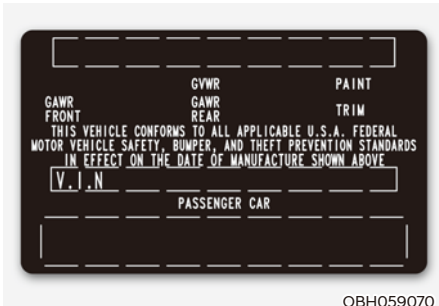 GVWR PAINT
GAWR FRONT GAWR REAR TRIM
THIS VEHICLE CONFORMS TO ALL APPLICABLE U.S.A. FEDERAL
MOTOR VEHICLE SAFETY, BUMPER, AND THEFT PREVENTION STANDARDS
IN EFFECT ON THE DATE OF MANUFACTURE SHOWN ABOVE
V.I.N
PASSENGER CAR
OBH059070